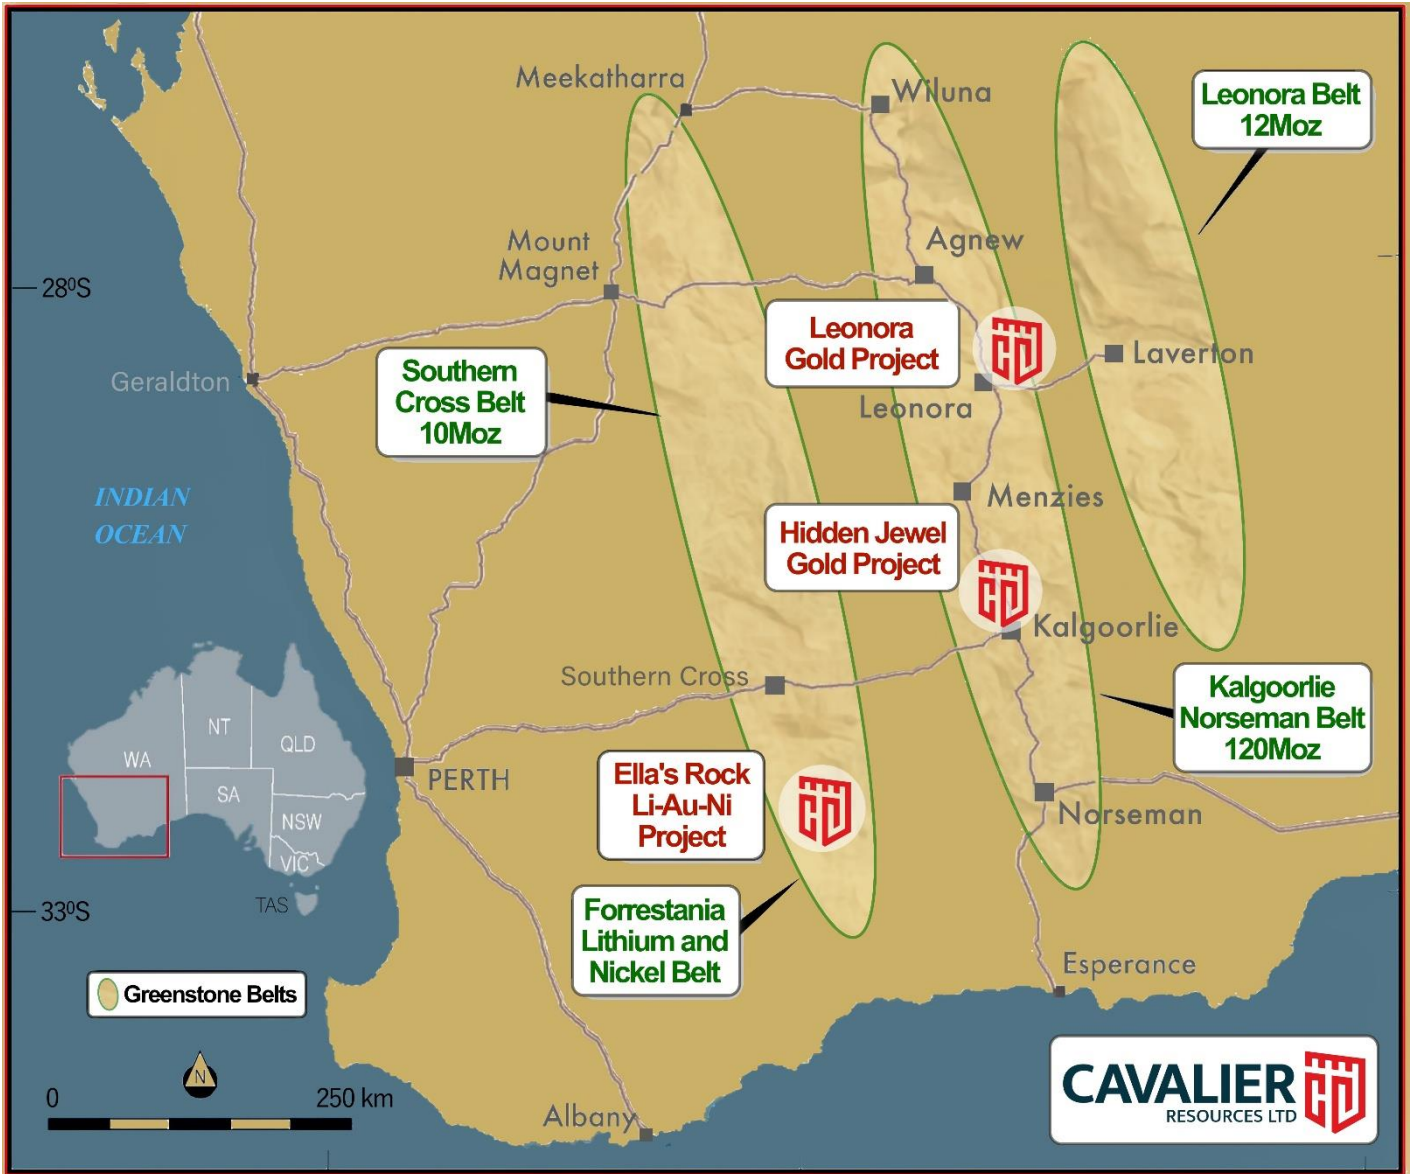 Meekatharra
Wiluna
Leonora Belt
12Moz
Mount
Magnet
Agnew
28⁰S
Leonora
Gold Project
Laverton
Geraldton
Southern
Cross Belt
10Moz
Leonora
INDIAN
OCEAN
Menzies
Hidden Jewel
Gold Project
Kalgoorlie
Southern Cross
Kalgoorlie
Norseman Belt
120Moz
NT
WA
QLD
SA
NSW
VIC
TAS
PERTH
Ella's Rock
Li-Au-Ni
Project
Norseman
33⁰S
Forrestania
Lithium and
Nickel Belt
Esperance
Greenstone Belts
N
0 250 km
Albany
CAVALIER
RESOURCES LTD